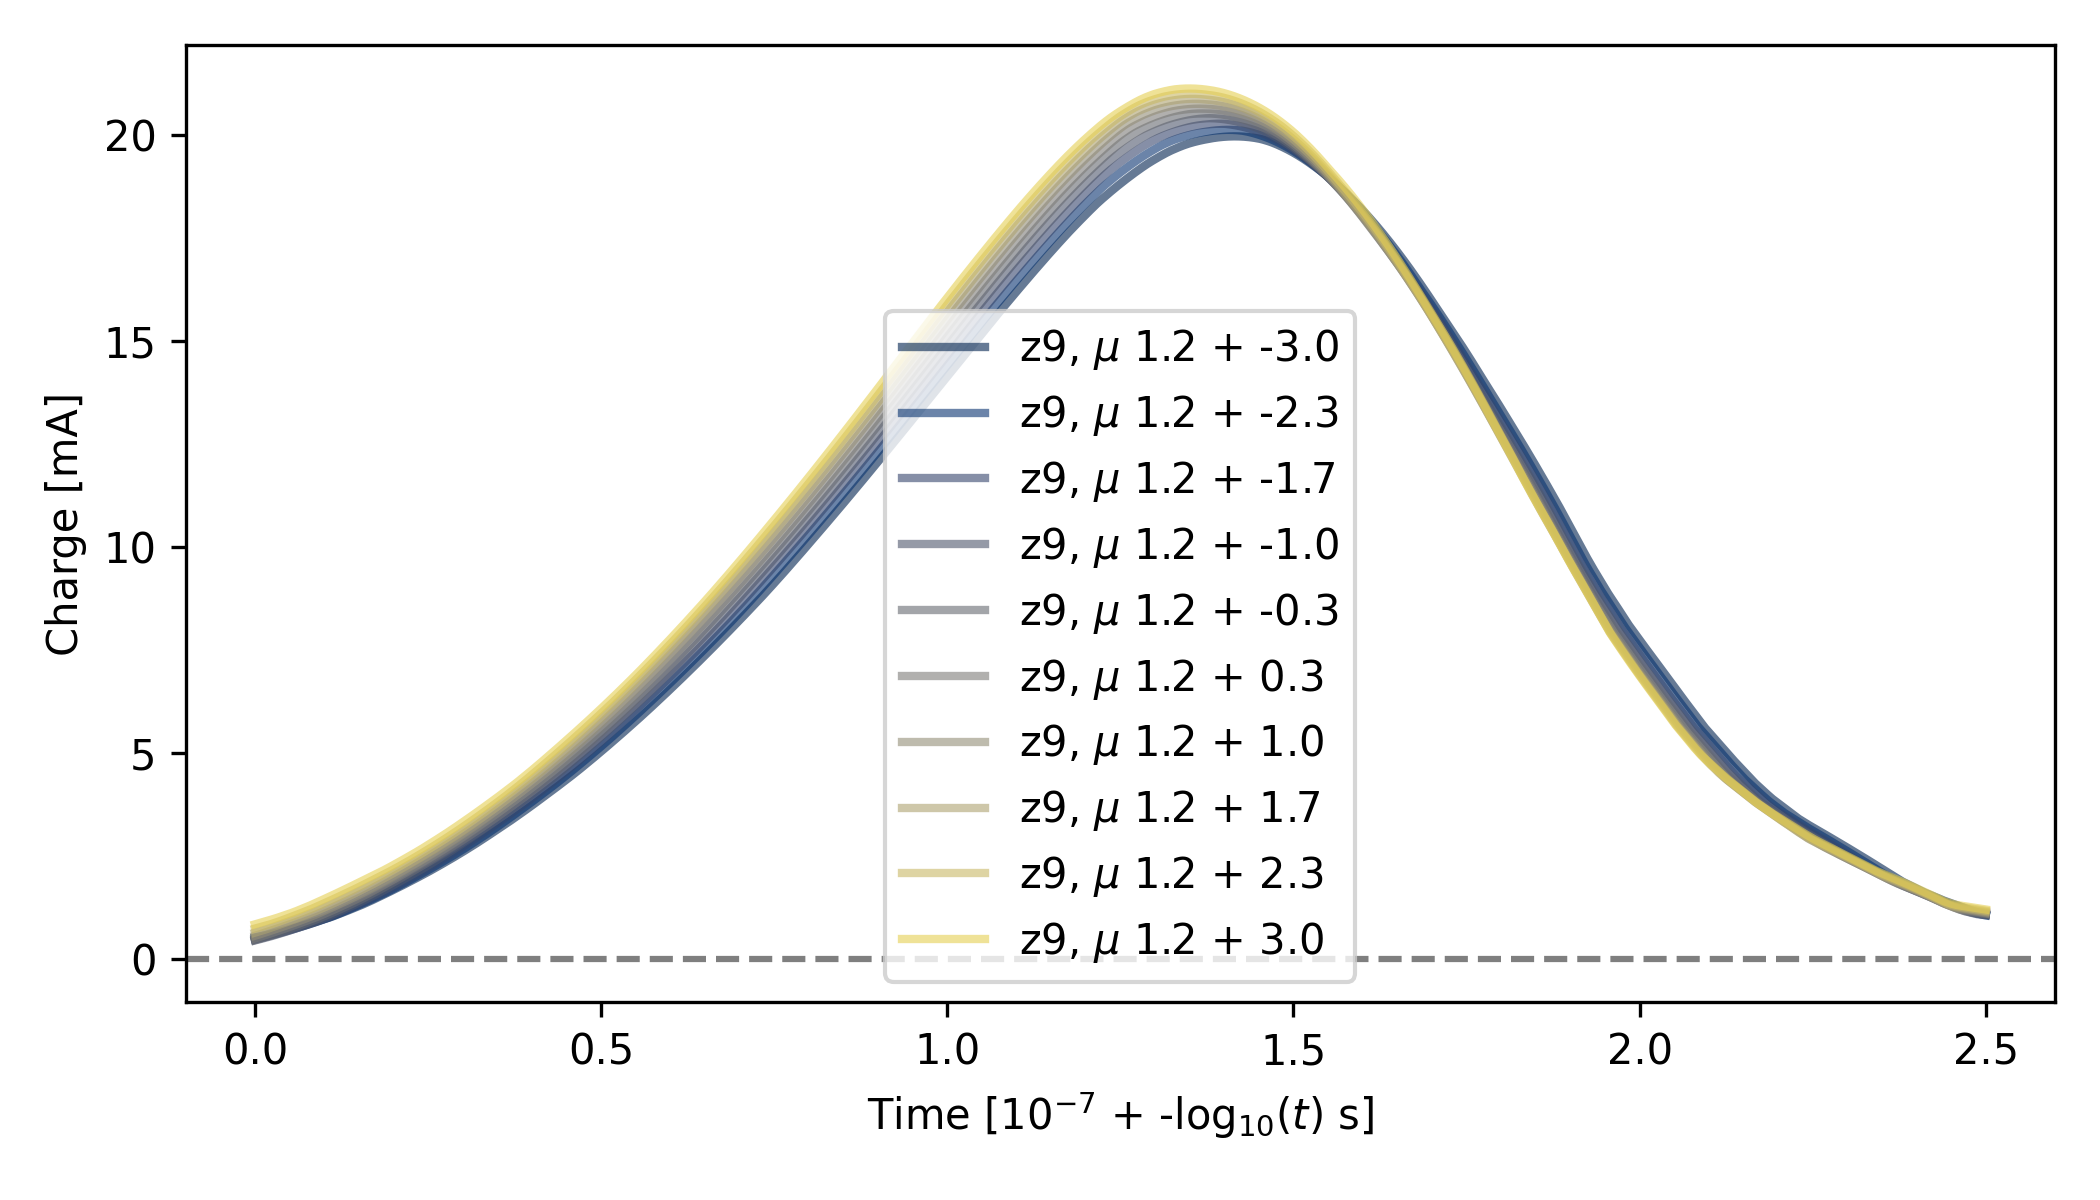 20
15
10
5
0
Charge [mA]
z9, μ 1.2 + -3.0
z9, μ 1.2 + -2.3
z9, μ 1.2 + -1.7
z9, μ 1.2 + -1.0
z9, μ 1.2 + -0.3
z9, μ 1.2 + 0.3
z9, μ 1.2 + 1.0
z9, μ 1.2 + 1.7
z9, μ 1.2 + 2.3
z9, μ 1.2 + 3.0
0.0 0.5 1.0 1.5 2.0 2.5
Time [10⁻⁷ + -log₁₀(t) s]